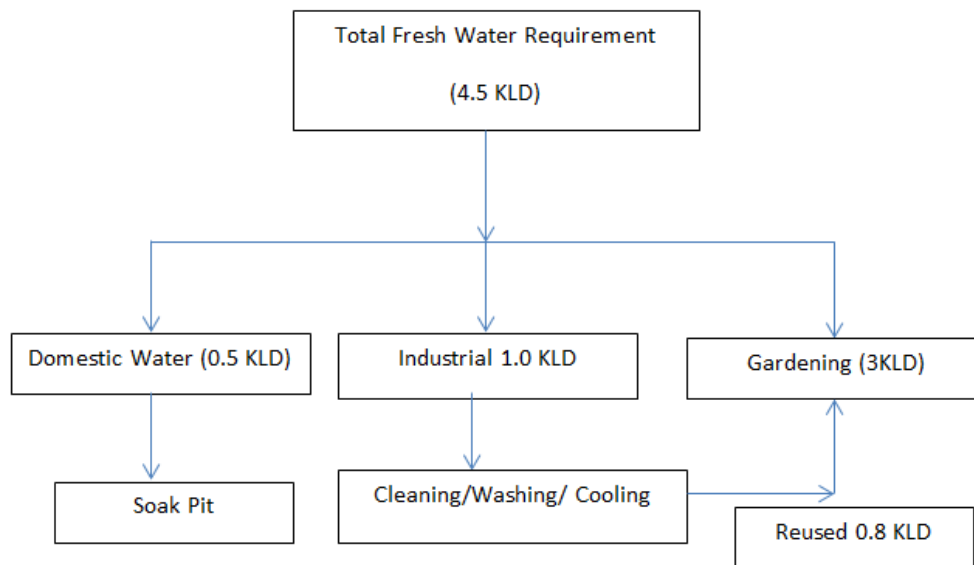 Total Fresh Water Requirement
(4.5 KLD)
Domestic Water (0.5 KLD)
Industrial 1.0 KLD
Gardening (3KLD)
Soak Pit
Cleaning/Washing/ Cooling
Reused 0.8 KLD